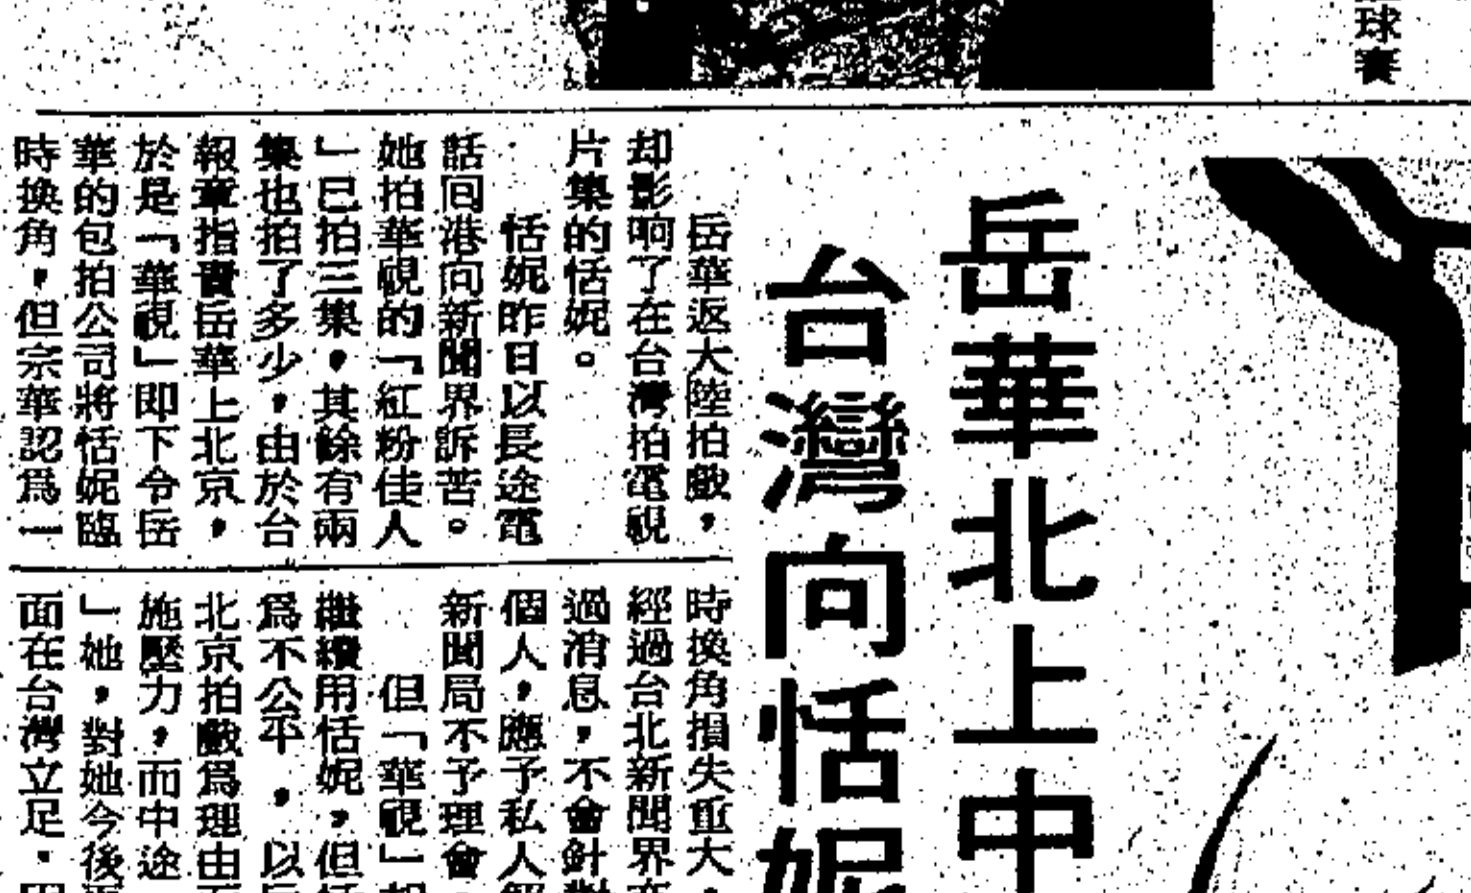 球賽
岳華北上中
台灣向恬妮
岳華返大陸拍戲，
却影响了在台灣拍電視
片集的恬妮。
恬妮昨日以長途電
話回港向新聞界訴苦。
她拍華視的「紅粉佳人
」已拍三集，其餘有兩
集也拍了多少，由於台
報章指責岳華上北京，
於是「華視」即下令岳
華的包拍公司將恬妮臨
時換角，但宗華認爲一
時換角損失重大，
經過台北新聞界
過消息，不會針對
個人，應予私人
新聞局不予理會，
但「華視」
繼續用恬妮，但恬
爲不公平，以
北京拍戲爲理由
施壓力，而中途
」她，對她今後
面在台灣立足．